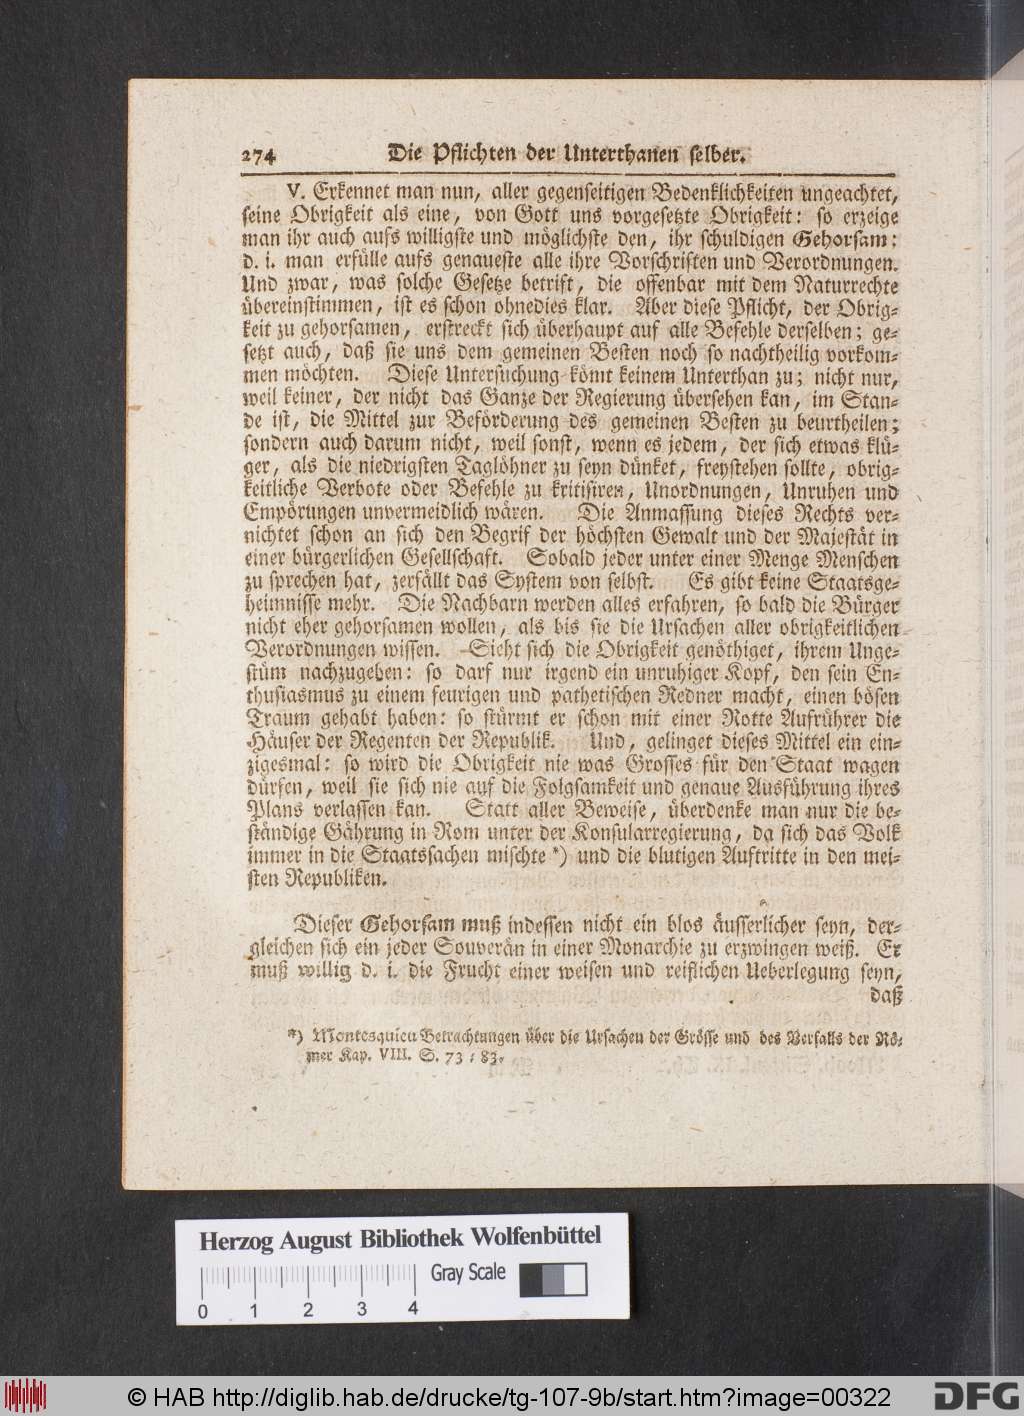 274 Die Pflichten der Unterthanen selber.
V. Erkennet man nun, aller gegenseitigen Bedenklichkeiten ungeachtet,
seine Obrigkeit als eine, von Gott uns vorgesetzte Obrigkeit: so erzeige
man ihr auch aufs willigste und möglichste den, ihr schuldigen Gehorsam:
d. i. man erfülle aufs genaueste alle ihre Vorschriften und Verordnungen.
Und zwar, was solche Gesetze betrift, die offenbar mit dem Naturrechte
übereinstimmen, ist es schon ohnedies klar. Aber diese Pflicht, der Obrig-
keit zu gehorsamen, erstreckt sich überhaupt auf alle Befehle derselben; ge-
setzt auch, daß sie uns dem gemeinen Besten noch so nachtheilig vorkom-
men möchten. Diese Untersuchung kömt keinem Unterthan zu; nicht nur,
weil keiner, der nicht das Ganze der Regierung übersehen kan, im Stan-
de ist, die Mittel zur Beförderung des gemeinen Besten zu beurtheilen;
sondern auch darum nicht, weil sonst, wenn es jedem, der sich etwas klü-
ger, als die niedrigsten Taglöhner zu seyn dünket, freystehen sollte, obrig-
keitliche Verbote oder Befehle zu kritisiren, Unordnungen, Unruhen und
Empörungen unvermeidlich wären. Die Anmassung dieses Rechts ver-
nichtet schon an sich den Begrif der höchsten Gewalt und der Majestät in
einer bürgerlichen Gesellschaft. Sobald jeder unter einer Menge Menschen
zu sprechen hat, zerfällt das System von selbst. Es gibt keine Staatsge-
heimnisse mehr. Die Nachbarn werden alles erfahren, so bald die Bürger
nicht eher gehorsamen wollen, als bis sie die Ursachen aller obrigkeitlichen
Verordnungen wissen. Sieht sich die Obrigkeit genöthiget, ihrem Unge-
stüm nachzugeben: so darf nur irgend ein unruhiger Kopf, den sein En-
thusiasmus zu einem feurigen und pathetischen Redner macht, einen bösen
Traum gehabt haben: so stürmt er schon mit einer Rotte Aufrührer die
Häuser der Regenten der Republik. Und, gelinget dieses Mittel ein ein-
zigesmal: so wird die Obrigkeit nie was Grosses für den Staat wagen
dürfen, weil sie sich nie auf die Folgsamkeit und genaue Ausführung ihres
Plans verlassen kan. Statt aller Beweise, überdenke man nur die be-
ständige Gährung in Rom unter der Konsularregierung, da sich das Volk
immer in die Staatssachen mischte *) und die blutigen Auftritte in den mei-
sten Republiken.
Dieser Gehorsam muß indessen nicht ein blos äusserlicher seyn, der-
gleichen sich ein jeder Souverän in einer Monarchie zu erzwingen weiß. Er
muß willig d. i. die Frucht einer weisen und reiflichen Ueberlegung seyn,
daß
*) Montesquieu Betrachtungen über die Ursachen der Grösse und des Verfalls der Rö-
mer Kap. VIII. S. 73 - 83.
Herzog August Bibliothek Wolfenbüttel
Gray Scale
0 1 2 3 4
© HAB http://diglib.hab.de/drucke/tg-107-9b/start.htm?image=00322
DFG